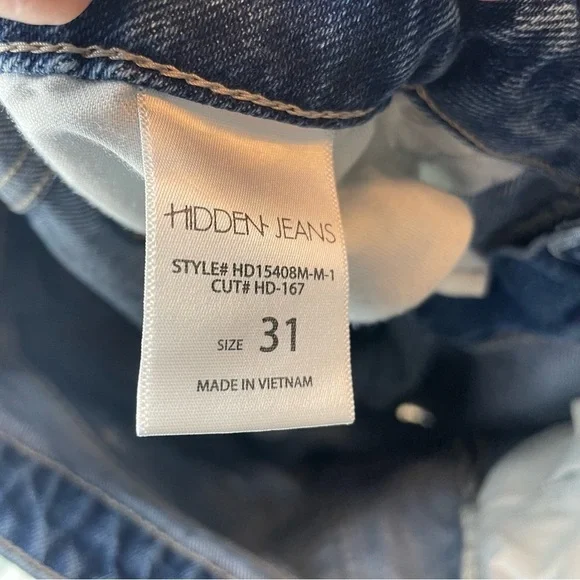 HIDDEN JEANS
STYLE# HD15408M-M-1
CUT# HD-167
SIZE 31
MADE IN VIETNAM